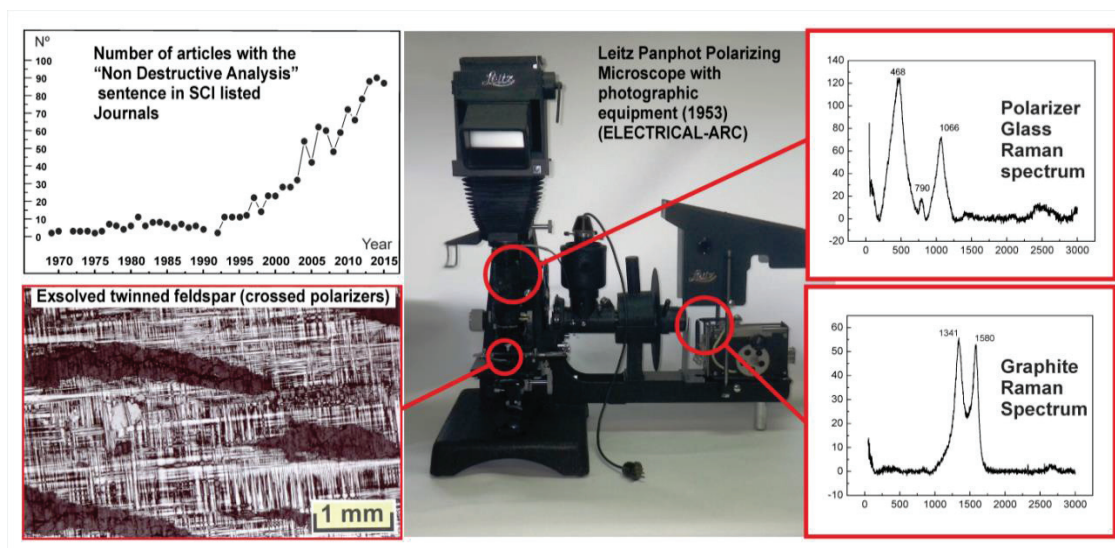 Nº
Number of articles with the
“Non Destructive Analysis”
sentence in SCI listed
Journals
100
90
80
70
60
50
40
30
20
10
0
Year
1970 1975 1980 1985 1990 1995 2000 2005 2010 2015
Exsolved twinned feldspar (crossed polarizers)
1 mm
Leitz Panphot Polarizing
Microscope with
photographic
equipment (1953)
(ELECTRICAL-ARC)
Leitz
Leitz
140
120
100
80
60
40
20
0
-20
468
790
1066
Polarizer
Glass
Raman
spectrum
0 500 1000 1500 2000 2500 3000
60
50
40
30
20
10
0
-10
1341
1580
Graphite
Raman
Spectrum
0 500 1000 1500 2000 2500 3000